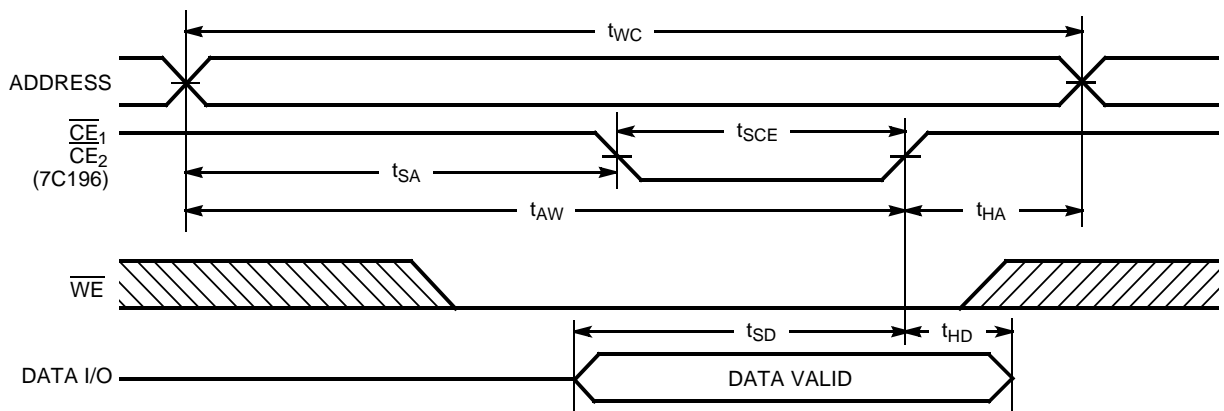 tWC
ADDRESS
CE1
CE2
(7C196)
tSCE
tSA
tAW
tHA
WE
tSD
tHD
DATA I/O
DATA VALID